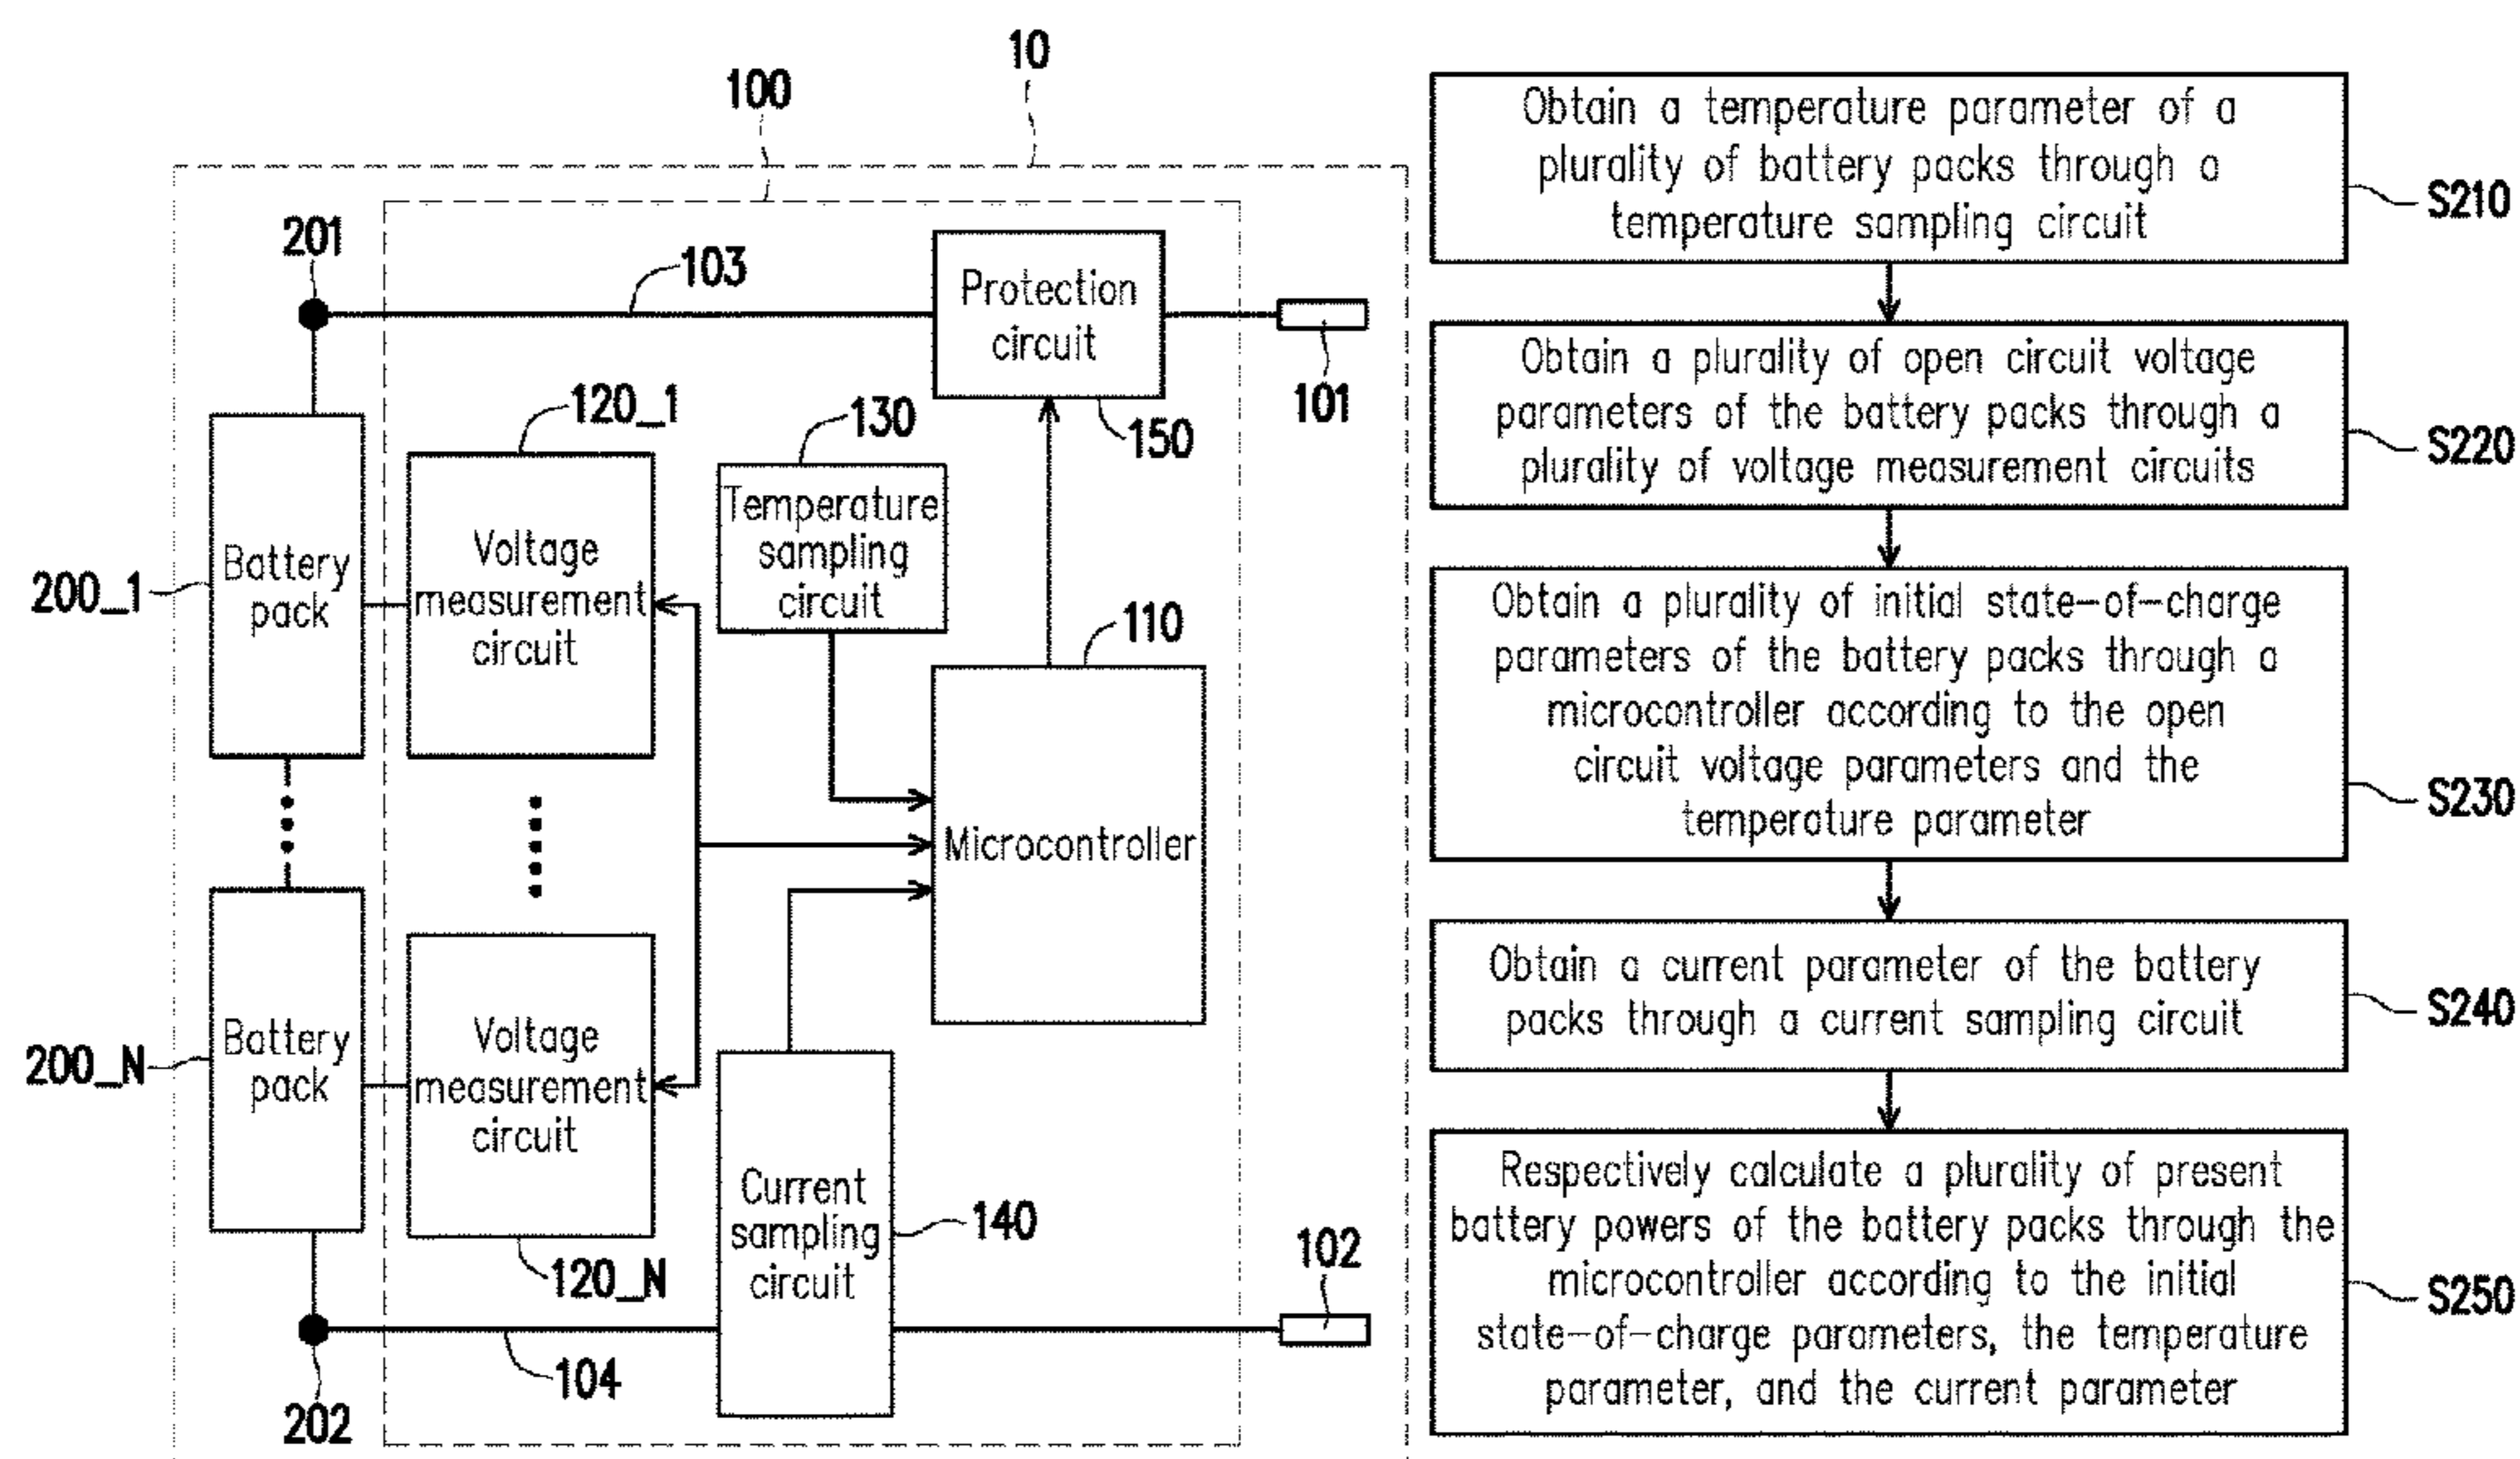 10
100
201
103
Protection
circuit
101
150
120_1
130
Temperature
sampling
circuit
Battery
pack
200_1
Voltage
measurement
circuit
110
Microcontroller
Battery
pack
200_N
Voltage
measurement
circuit
120_N
Current
sampling
circuit
140
102
104
202
Obtain a temperature parameter of a
plurality of battery packs through a
temperature sampling circuit
S210
Obtain a plurality of open circuit voltage
parameters of the battery packs through a
plurality of voltage measurement circuits
S220
Obtain a plurality of initial state-of-charge
parameters of the battery packs through a
microcontroller according to the open
circuit voltage parameters and the
temperature parameter
S230
Obtain a current parameter of the battery
packs through a current sampling circuit
S240
Respectively calculate a plurality of present
battery powers of the battery packs through the
microcontroller according to the initial
state-of-charge parameters, the temperature
parameter, and the current parameter
S250